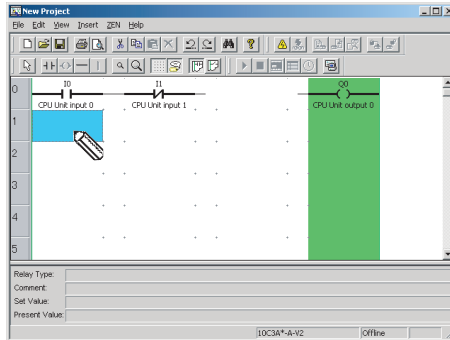 New Project
File Edit View Insert ZEN Help
0
I0
I1
Q0
CPU Unit input 0
CPU Unit input 1
CPU Unit output 0
1
2
3
4
5
Relay Type:
Comment:
Set Value:
Present Value:
10C3A*-A-V2
Offline